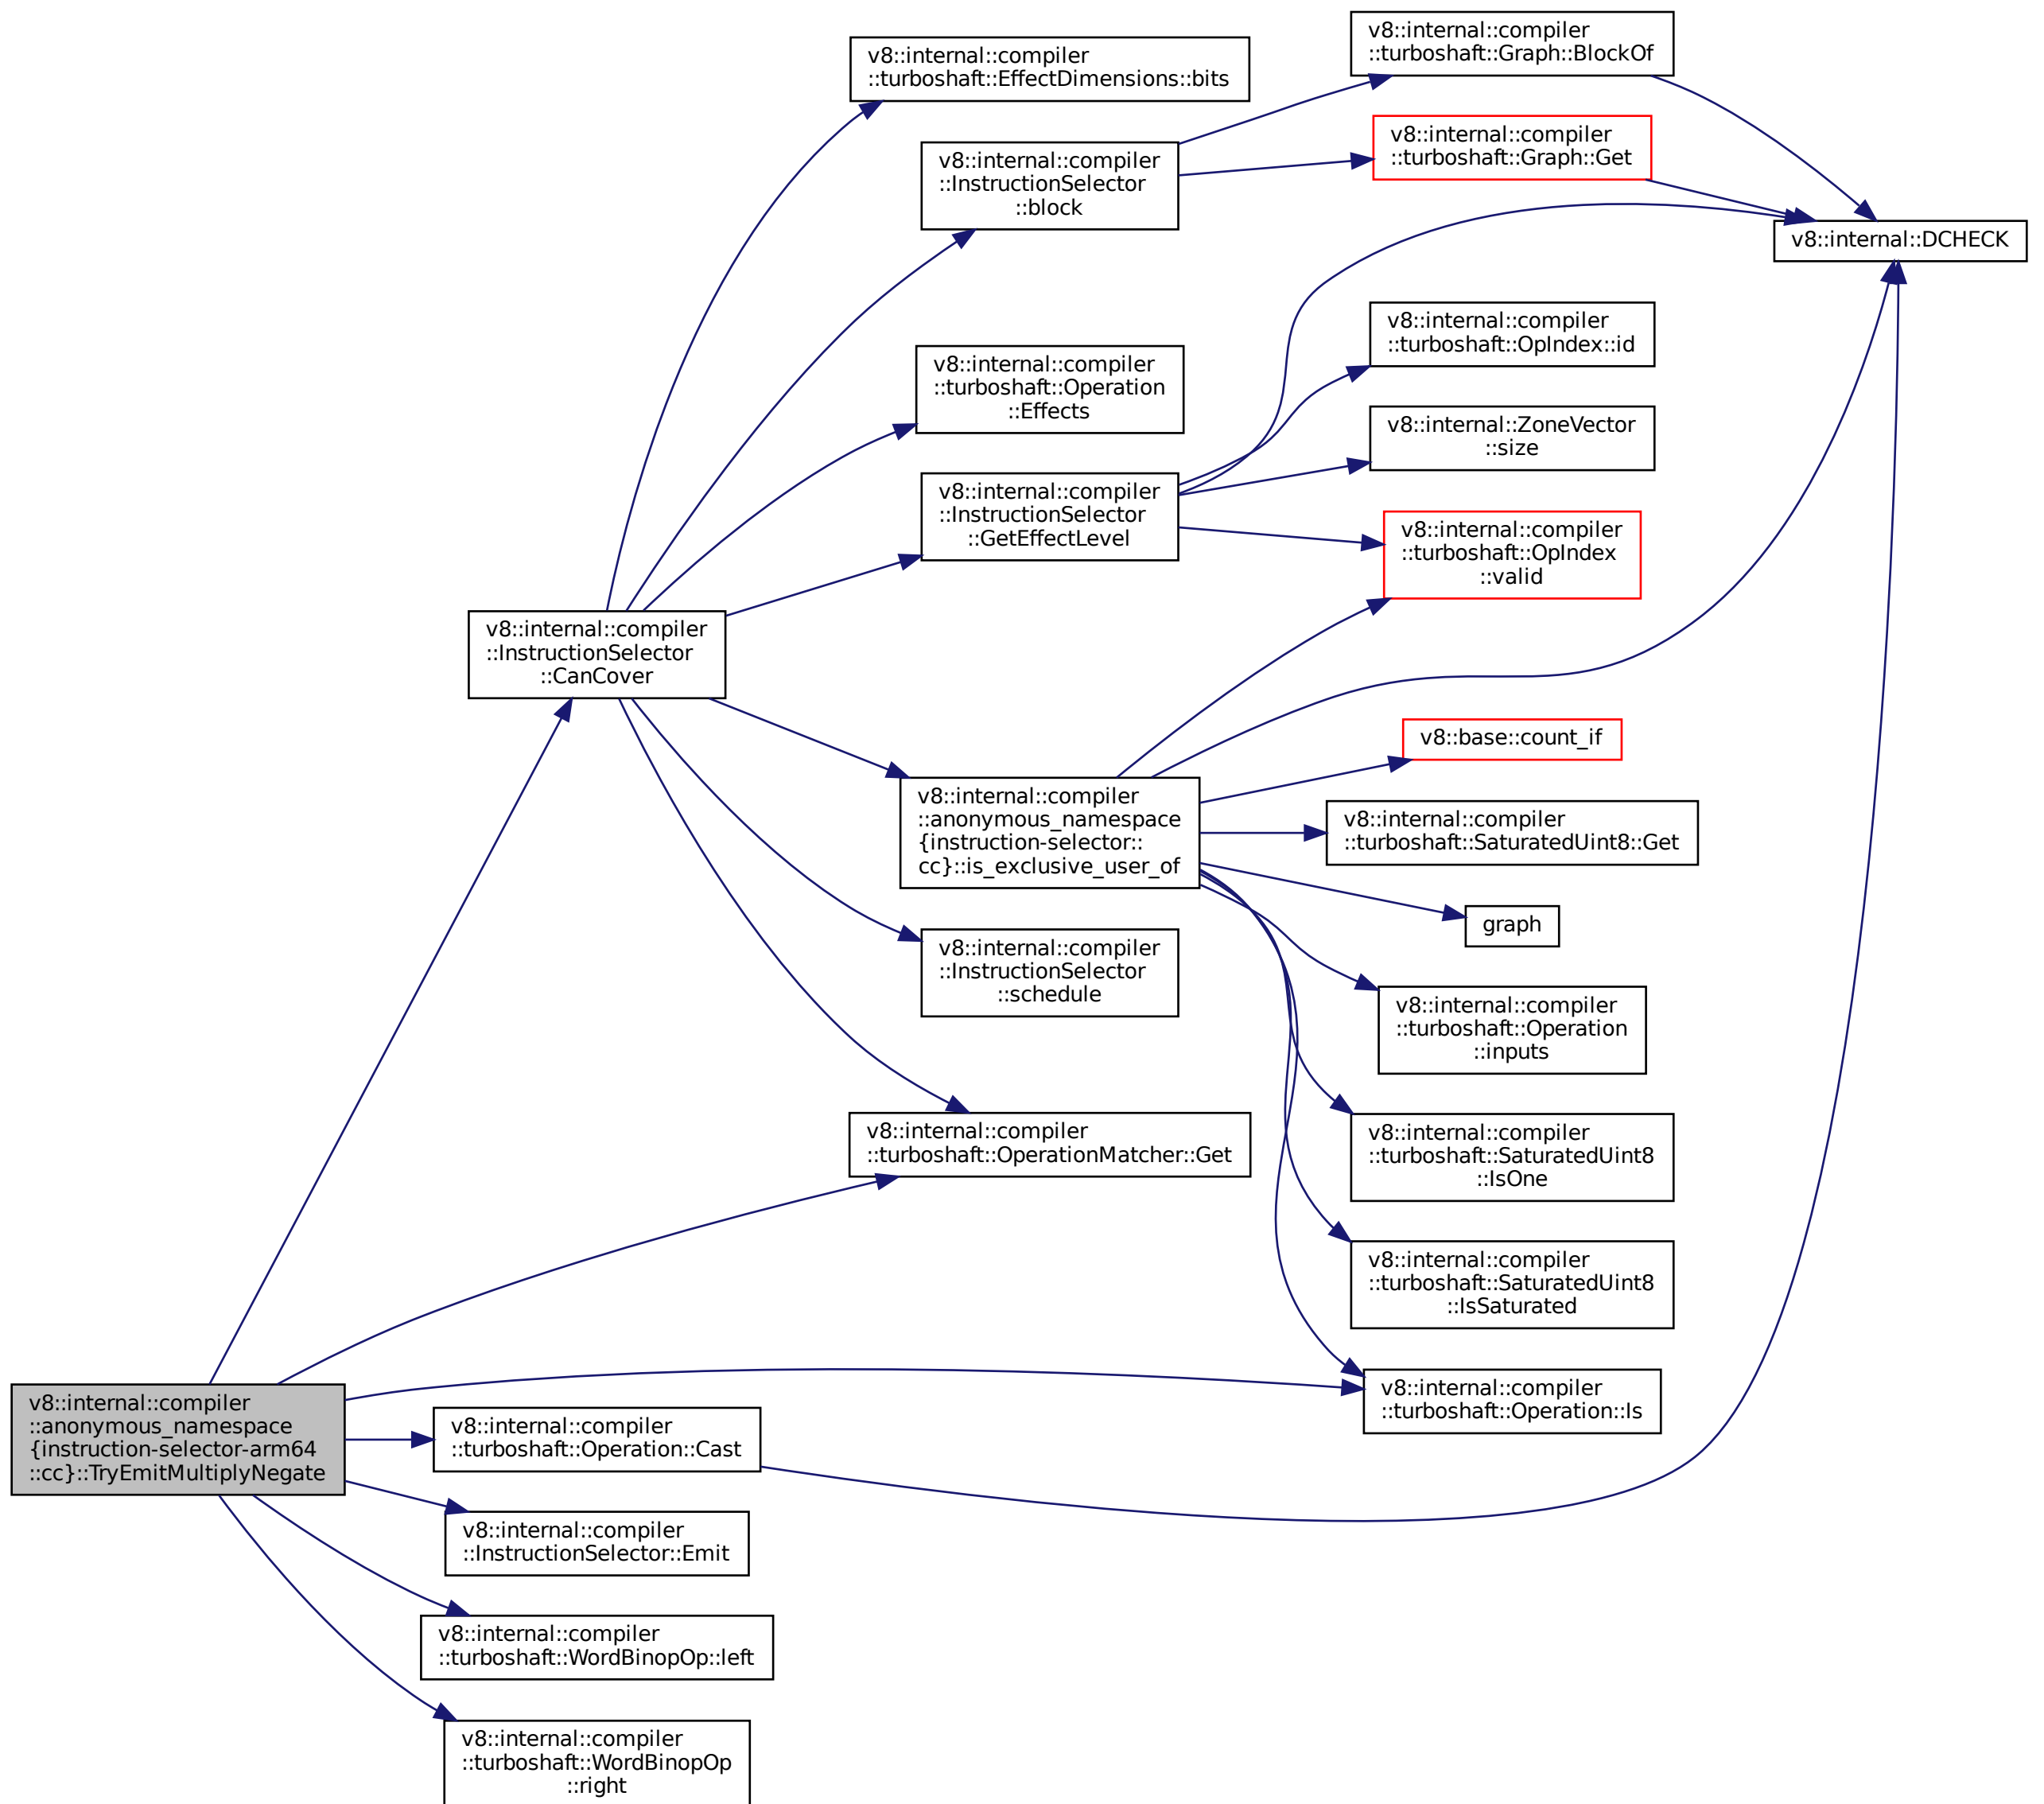 v8::internal::compiler
::anonymous_namespace
{instruction-selector-arm64
::cc}::TryEmitMultiplyNegate
v8::internal::compiler
::InstructionSelector
::CanCover
v8::internal::compiler
::turboshaft::EffectDimensions::bits
v8::internal::compiler
::InstructionSelector
::block
v8::internal::compiler
::turboshaft::Graph::BlockOf
v8::internal::compiler
::turboshaft::Graph::Get
v8::internal::DCHECK
v8::internal::compiler
::turboshaft::Operation
::Effects
v8::internal::compiler
::InstructionSelector
::GetEffectLevel
v8::internal::compiler
::turboshaft::OpIndex::id
v8::internal::ZoneVector
::size
v8::internal::compiler
::turboshaft::OpIndex
::valid
v8::internal::compiler
::anonymous_namespace
{instruction-selector::
cc}::is_exclusive_user_of
v8::base::count_if
v8::internal::compiler
::turboshaft::SaturatedUint8::Get
graph
v8::internal::compiler
::turboshaft::Operation
::inputs
v8::internal::compiler
::turboshaft::SaturatedUint8
::IsOne
v8::internal::compiler
::turboshaft::SaturatedUint8
::IsSaturated
v8::internal::compiler
::turboshaft::Operation::Is
v8::internal::compiler
::InstructionSelector
::schedule
v8::internal::compiler
::turboshaft::OperationMatcher::Get
v8::internal::compiler
::turboshaft::Operation::Cast
v8::internal::compiler
::InstructionSelector::Emit
v8::internal::compiler
::turboshaft::WordBinopOp::left
v8::internal::compiler
::turboshaft::WordBinopOp
::right